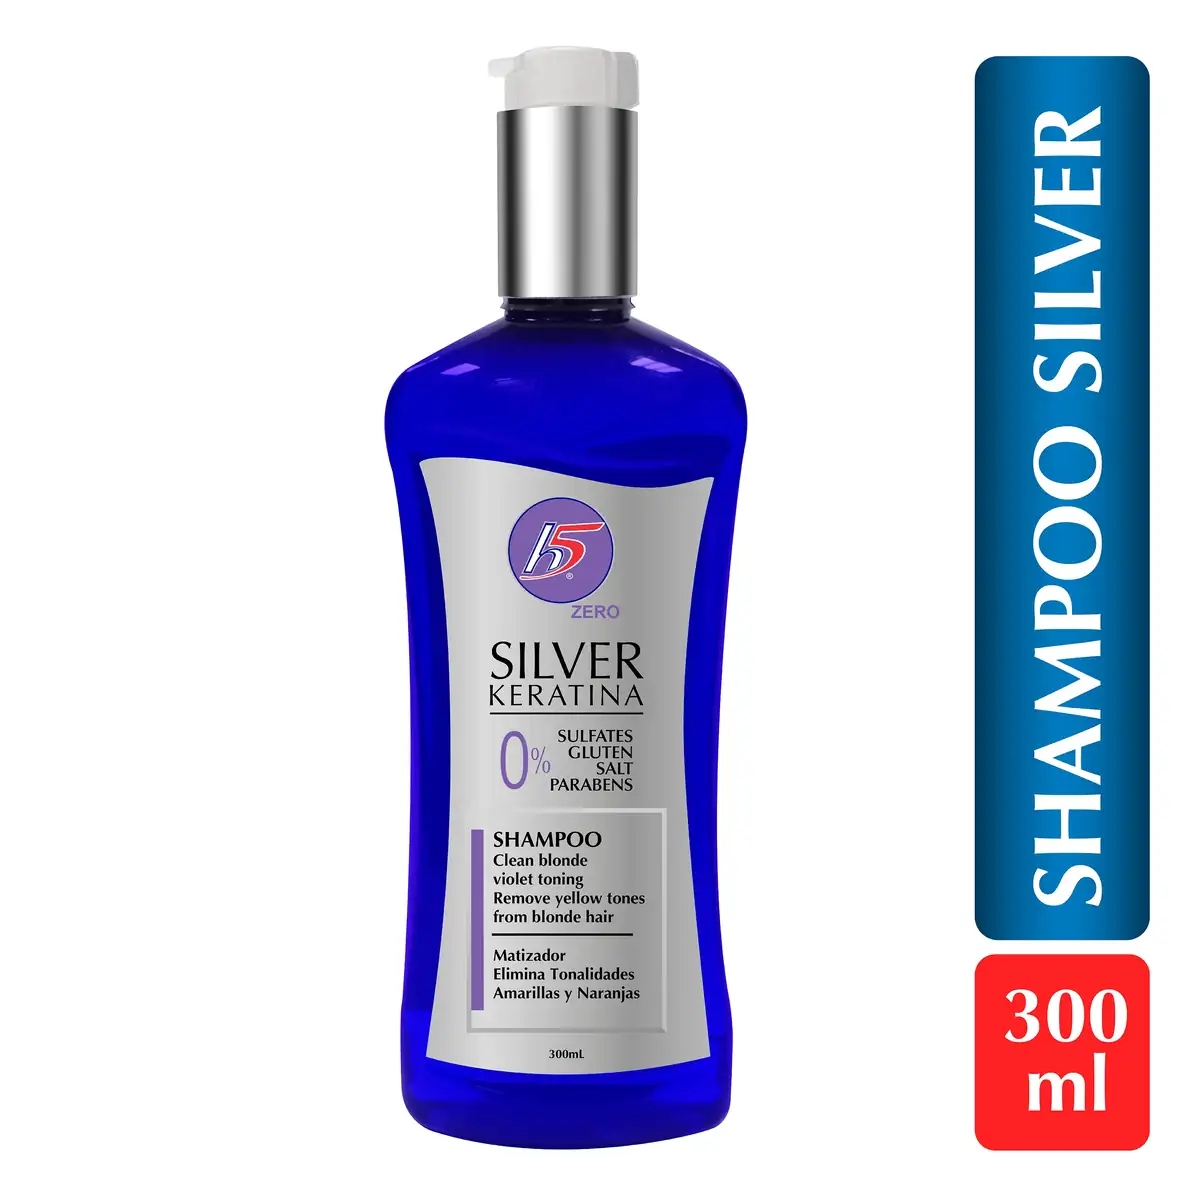 h5®
ZERO
SILVER
KERATINA
0%
SULFATES
GLUTEN
SALT
PARABENS
SHAMPOO
Clean blonde
violet toning
Remove yellow tones
from blonde hair
Matizador
Elimina Tonalidades
Amarillas y Naranjas
300mL
SHAMPOO SILVER
300
ml